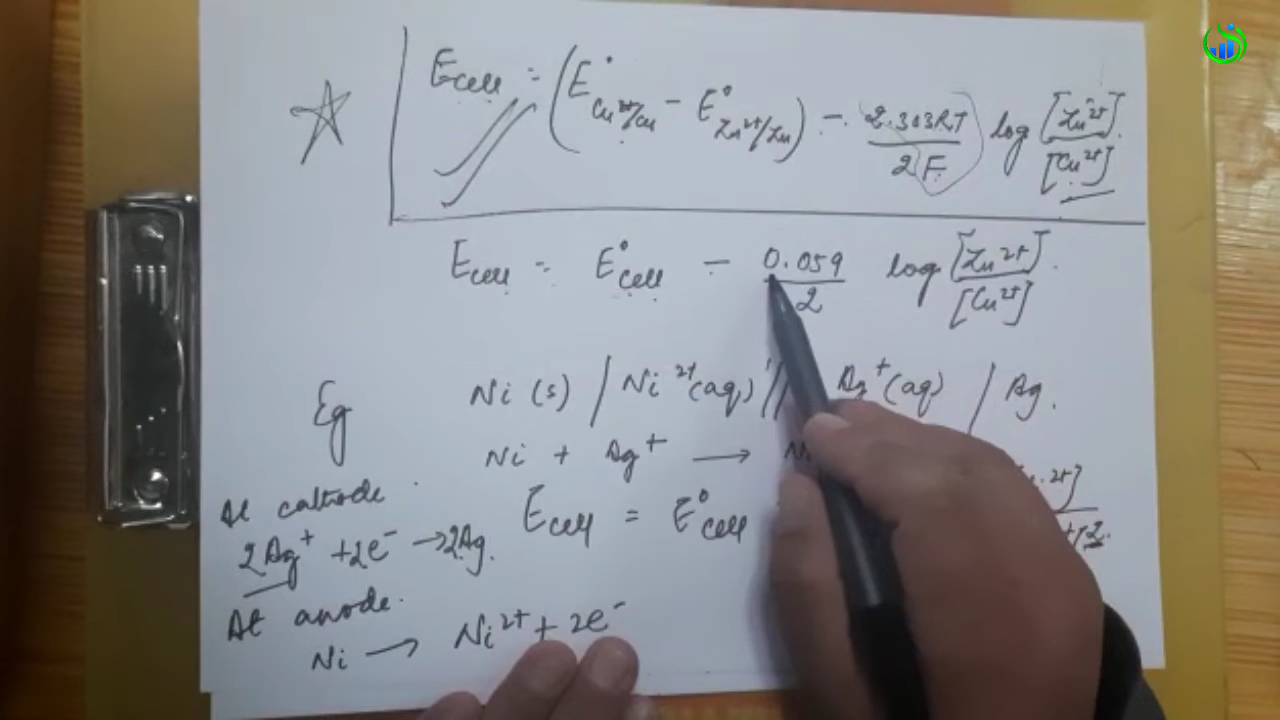 Ecell = (E°Cu²⁺/Cu - E°Zn²⁺/Zn) - 2.303RT/2F log [Zn²⁺]/[Cu²⁺]
Ecell = E°cell - 0.059/2 log [Zn²⁺]/[Cu²⁺]
Eg Ni (s) / Ni²⁺(aq) // Ag⁺(aq) / Ag.
Ni + Ag⁺ → Ni
Ecell = E°cell
At cathode
2Ag⁺ + 2e⁻ → 2Ag.
At anode.
Ni → Ni²⁺ + 2e⁻